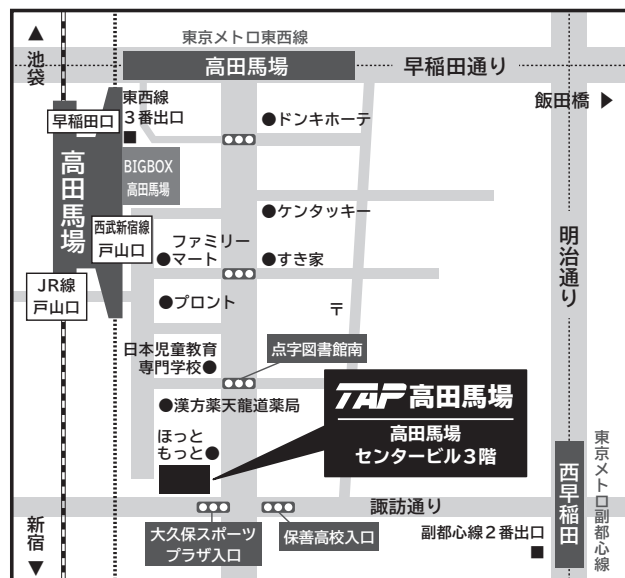 東京メトロ東西線
▲
池袋
高田馬場
早稲田通り
飯田橋 ▶
早稲田口
東西線
3番出口
■
●ドンキホーテ
高田馬場
BIGBOX
高田馬場
●ケンタッキー
西武新宿線
戸山口
ファミリー
●マート
●すき家
明治通り
JR線
戸山口
●プロント
〒
日本児童教育
専門学校●
点字図書館南
●漢方薬天龍道薬局
TAP 高田馬場
高田馬場
センタービル3階
ほっと
もっと●
諏訪通り
西早稲田
東京メトロ副都心線
大久保スポーツ
プラザ入口
保善高校入口
副都心線2番出口
■
新宿
▼